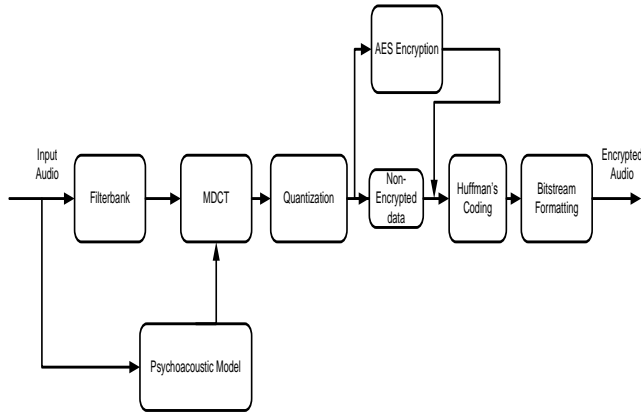 AES Encryption
Input
Audio
Encrypted
Audio
Filterbank
MDCT
Quantization
Non-
Encrypted
data
Huffman's
Coding
Bitstream
Formatting
Psychoacoustic Model